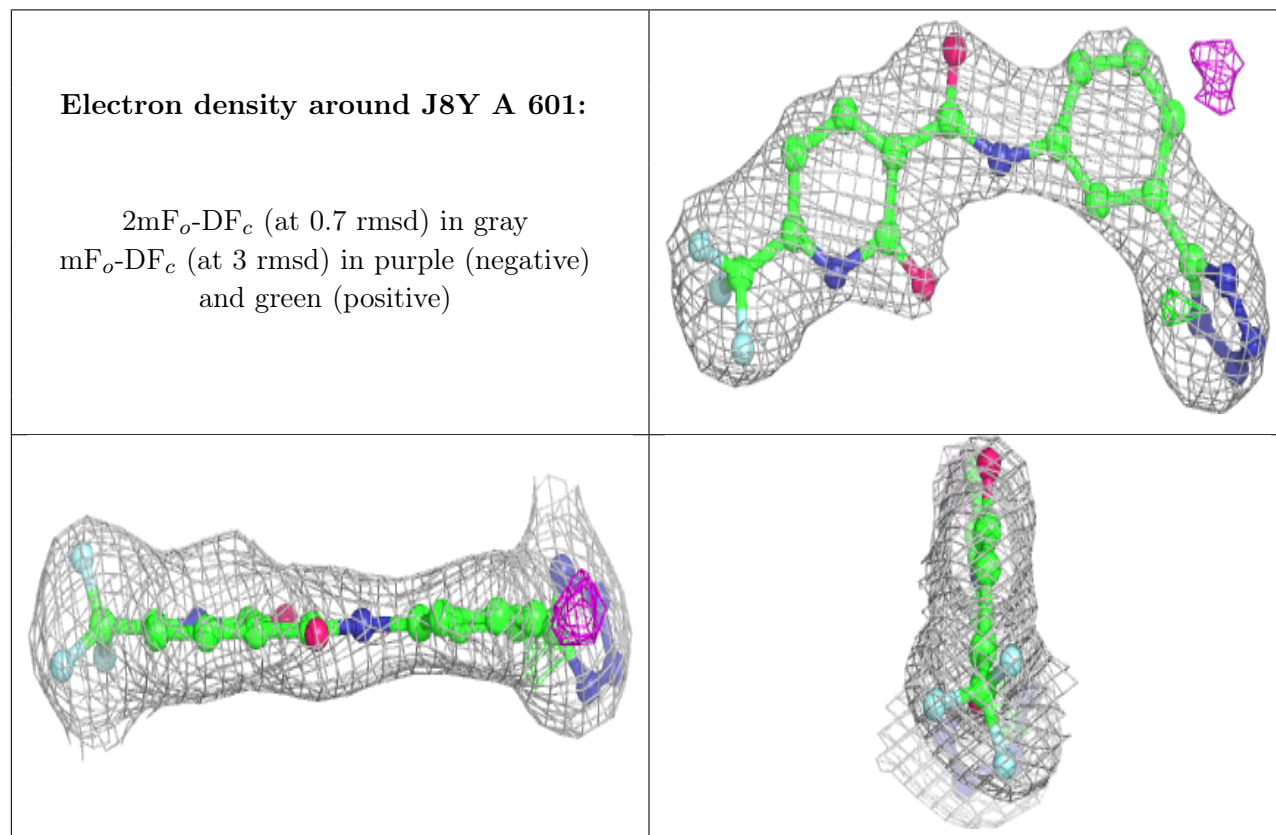 Electron density around J8Y A 601:
2mFo-DFc (at 0.7 rmsd) in gray
mFo-DFc (at 3 rmsd) in purple (negative)
and green (positive)